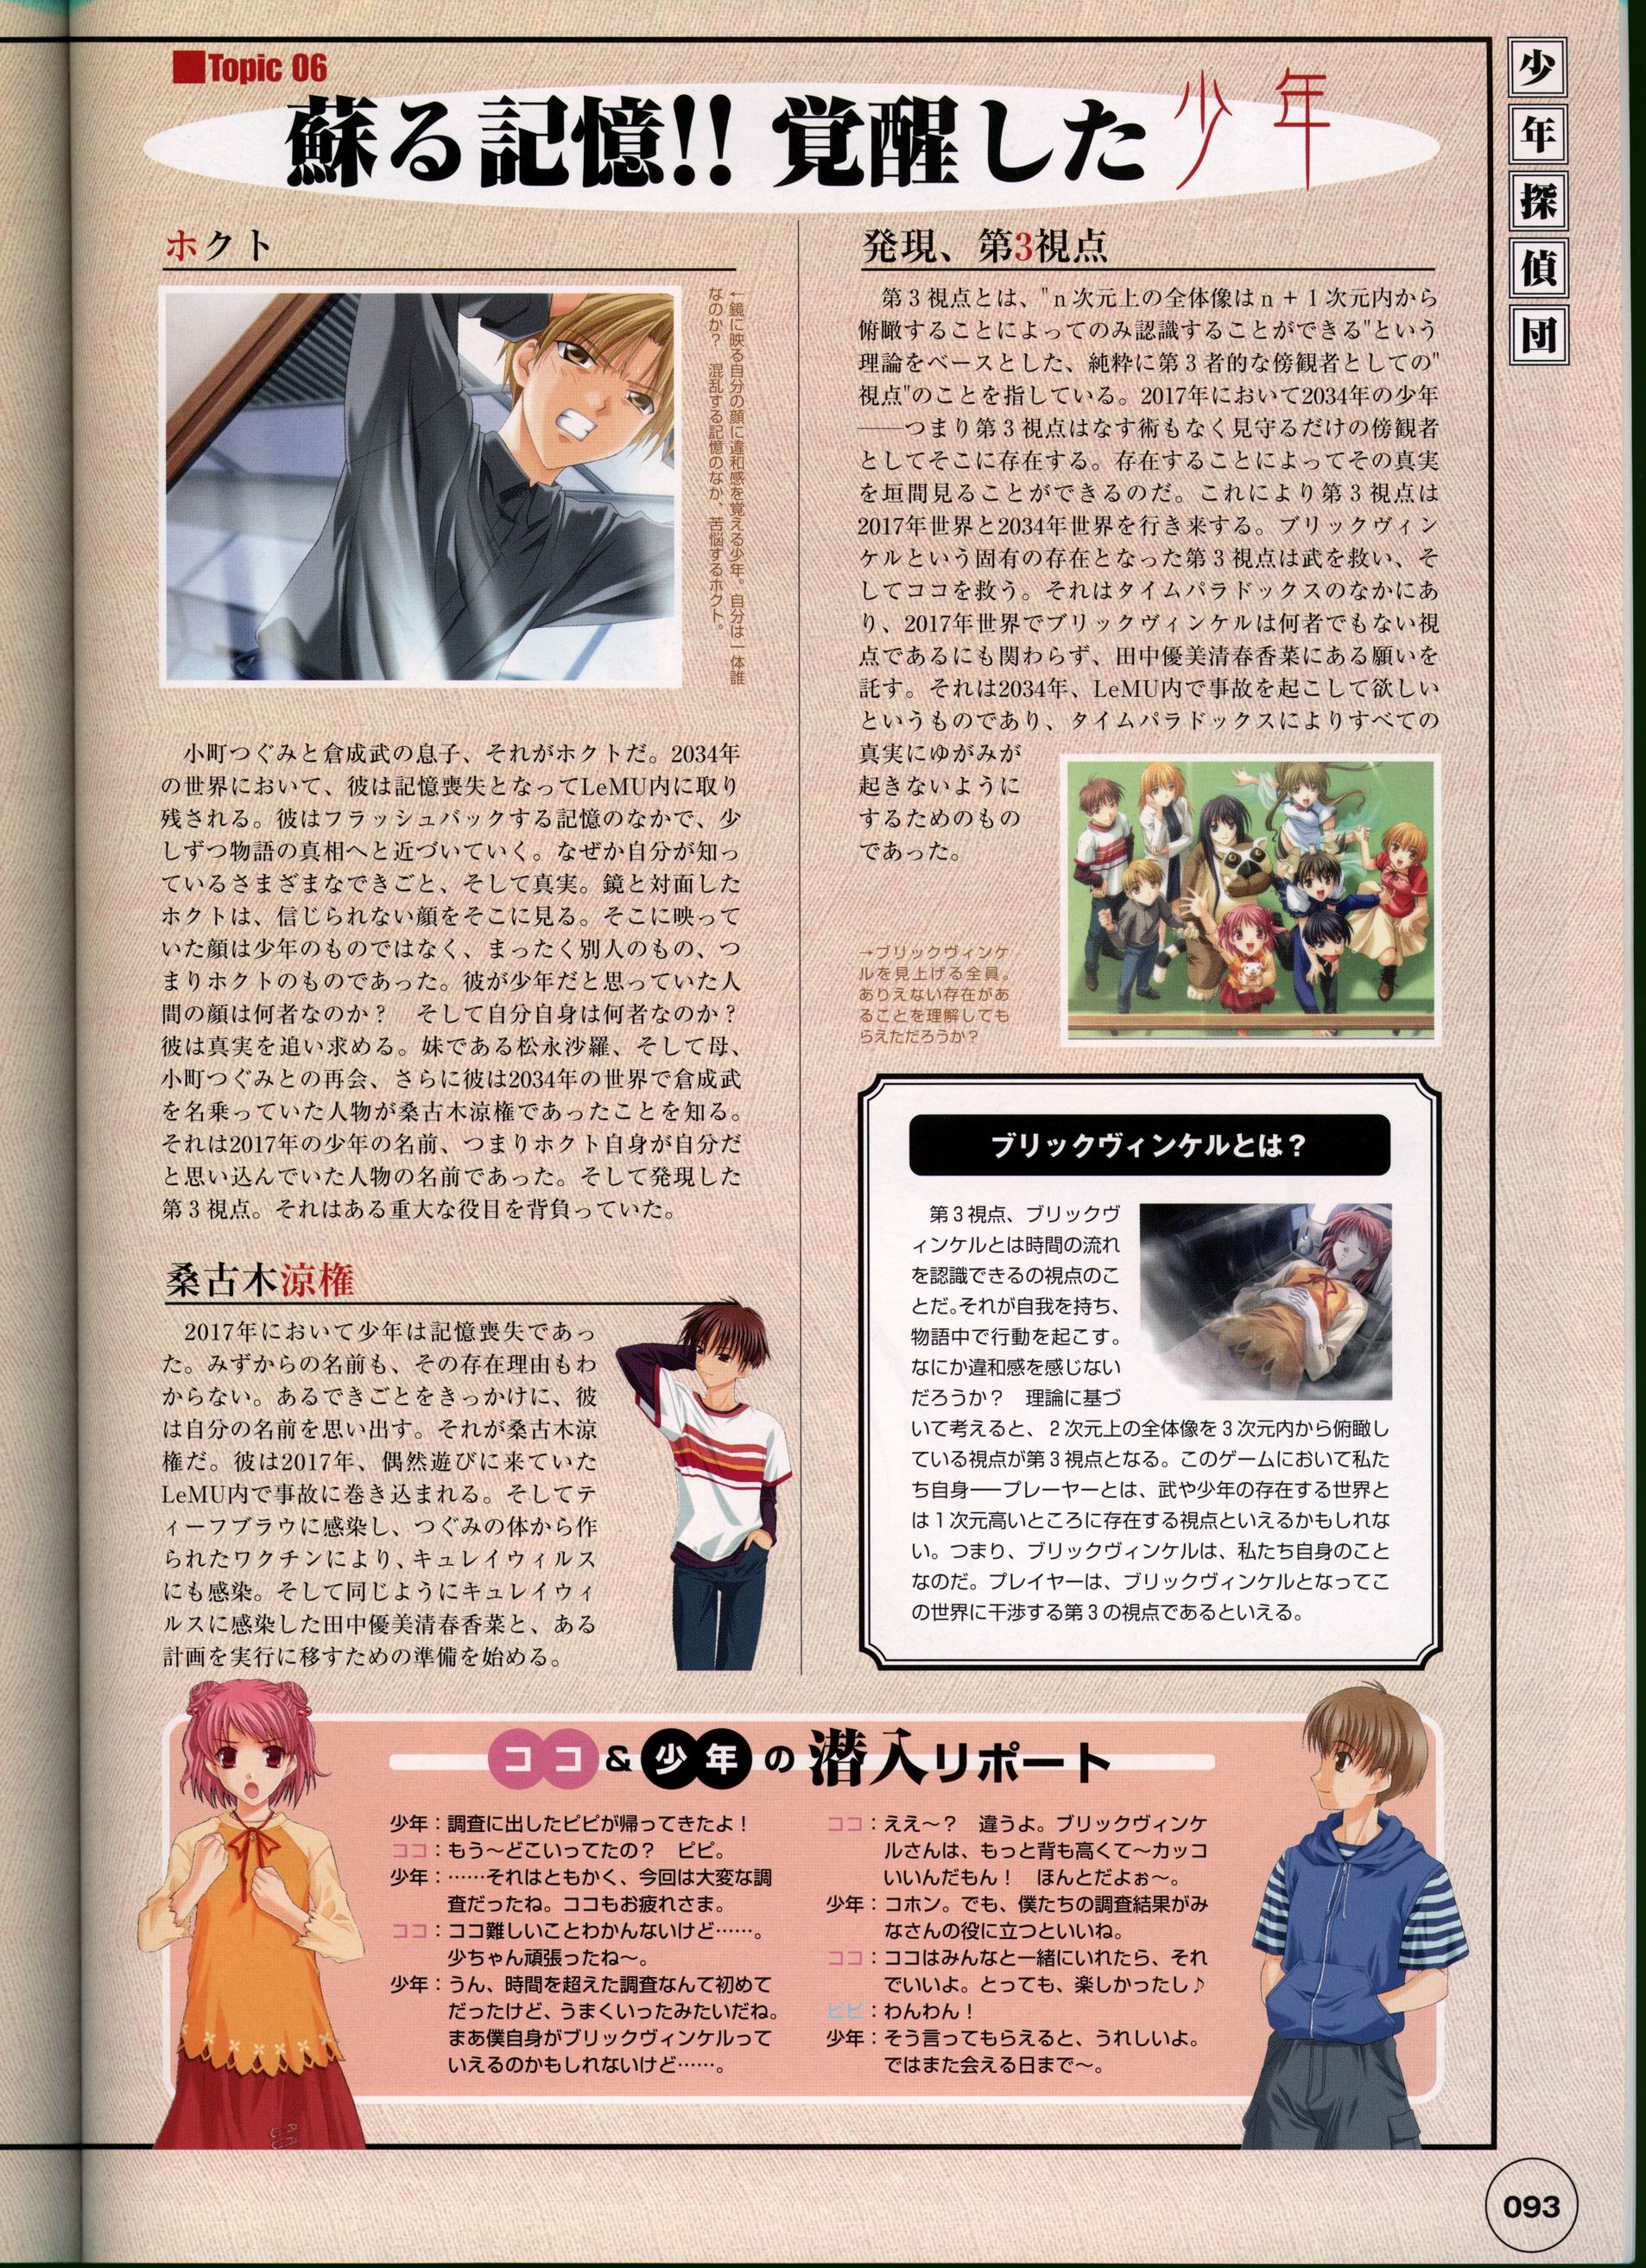 ■Topic 06
蘇る記憶!! 覚醒した少年
少年探偵団
ホクト
←鏡に映る自分の顔に違和感を覚える少年。自分は一体誰
なのか？　混乱する記憶のなか、苦悩するホクト。
　小町つぐみと倉成武の息子、それがホクトだ。2034年
の世界において、彼は記憶喪失となってLeMU内に取り
残される。彼はフラッシュバックする記憶のなかで、少
しずつ物語の真相へと近づいていく。なぜか自分が知っ
ているさまざまなできごと、そして真実。鏡と対面した
ホクトは、信じられない顔をそこに見る。そこに映って
いた顔は少年のものではなく、まったく別人のもの、つ
まりホクトのものであった。彼が少年だと思っていた人
間の顔は何者なのか？　そして自分自身は何者なのか？
彼は真実を追い求める。妹である松永沙羅、そして母、
小町つぐみとの再会、さらに彼は2034年の世界で倉成武
を名乗っていた人物が桑古木涼権であったことを知る。
それは2017年の少年の名前、つまりホクト自身が自分だ
と思い込んでいた人物の名前であった。そして発現した
第3視点。それはある重大な役目を背負っていた。
桑古木涼権
　2017年において少年は記憶喪失であっ
た。みずからの名前も、その存在理由もわ
からない。あるできごとをきっかけに、彼
は自分の名前を思い出す。それが桑古木涼
権だ。彼は2017年、偶然遊びに来ていた
LeMU内で事故に巻き込まれる。そしてテ
ィーフブラウに感染し、つぐみの体から作
られたワクチンにより、キュレイウィルス
にも感染。そして同じようにキュレイウィ
ルスに感染した田中優美清春香菜と、ある
計画を実行に移すための準備を始める。
発現、第3視点
　第3視点とは、"n次元上の全体像はn＋1次元内から
俯瞰することによってのみ認識することができる"という
理論をベースとした、純粋に第3者的な傍観者としての"
視点"のことを指している。2017年において2034年の少年
――つまり第3視点はなす術もなく見守るだけの傍観者
としてそこに存在する。存在することによってその真実
を垣間見ることができるのだ。これにより第3視点は
2017年世界と2034年世界を行き来する。ブリックヴィン
ケルという固有の存在となった第3視点は武を救い、そ
してココを救う。それはタイムパラドックスのなかにあ
り、2017年世界でブリックヴィンケルは何者でもない視
点であるにも関わらず、田中優美清春香菜にある願いを
託す。それは2034年、LeMU内で事故を起こして欲しい
というものであり、タイムパラドックスによりすべての
真実にゆがみが
起きないように
するためのもの
であった。
→ブリックヴィンケ
ルを見上げる全員。
ありえない存在があ
ることを理解しても
らえただろうか？
ブリックヴィンケルとは？
　第3視点、ブリックヴ
ィンケルとは時間の流れ
を認識できるの視点のこ
とだ。それが自我を持ち、
物語中で行動を起こす。
なにか違和感を感じない
だろうか？　理論に基づ
いて考えると、2次元上の全体像を3次元内から俯瞰し
ている視点が第3視点となる。このゲームにおいて私た
ち自身――プレーヤーとは、武や少年の存在する世界と
は1次元高いところに存在する視点といえるかもしれな
い。つまり、ブリックヴィンケルは、私たち自身のこと
なのだ。プレイヤーは、ブリックヴィンケルとなってこ
の世界に干渉する第3の視点であるといえる。
ココ&少年の潜入リポート
少年：調査に出したピピが帰ってきたよ！
ココ：もう〜どこいってたの？　ピピ。
少年：……それはともかく、今回は大変な調
査だったね。ココもお疲れさま。
ココ：ココ難しいことわかんないけど……。
少ちゃん頑張ったね〜。
少年：うん、時間を超えた調査なんて初めて
だったけど、うまくいったみたいだね。
まあ僕自身がブリックヴィンケルって
いえるのかもしれないけど……。
ココ：ええ〜？　違うよ。ブリックヴィンケ
ルさんは、もっと背も高くて〜カッコ
いいんだもん！　ほんとだよぉ〜。
少年：コホン。でも、僕たちの調査結果がみ
なさんの役に立つといいね。
ココ：ココはみんなと一緒にいれたら、それ
でいいよ。とっても、楽しかったし♪
ピピ：わんわん！
少年：そう言ってもらえると、うれしいよ。
ではまた会える日まで〜。
093